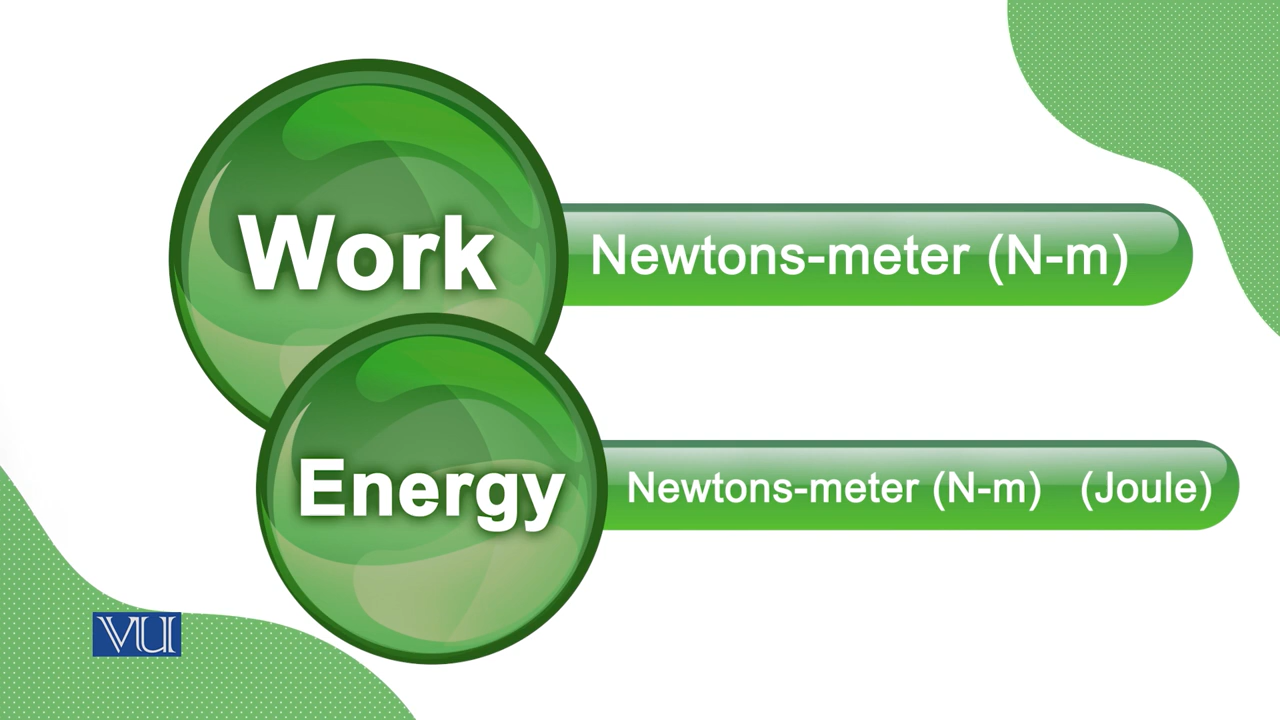 Work
Newtons-meter (N-m)
Energy
Newtons-meter (N-m) (Joule)
VU